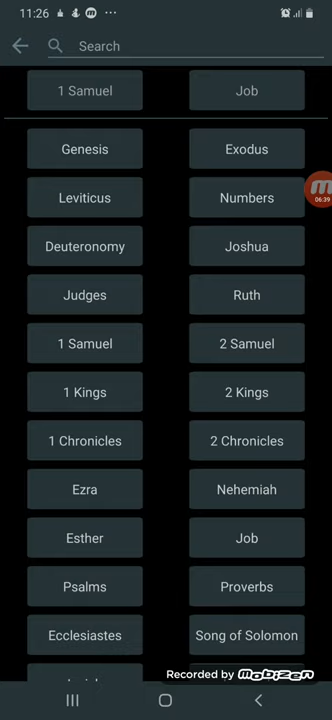 11:26
Search
1 Samuel Job
Genesis Exodus
Leviticus Numbers
Deuteronomy Joshua
06:39
Judges Ruth
1 Samuel 2 Samuel
1 Kings 2 Kings
1 Chronicles 2 Chronicles
Ezra Nehemiah
Esther Job
Psalms Proverbs
Ecclesiastes Song of Solomon
Recorded by mobizen